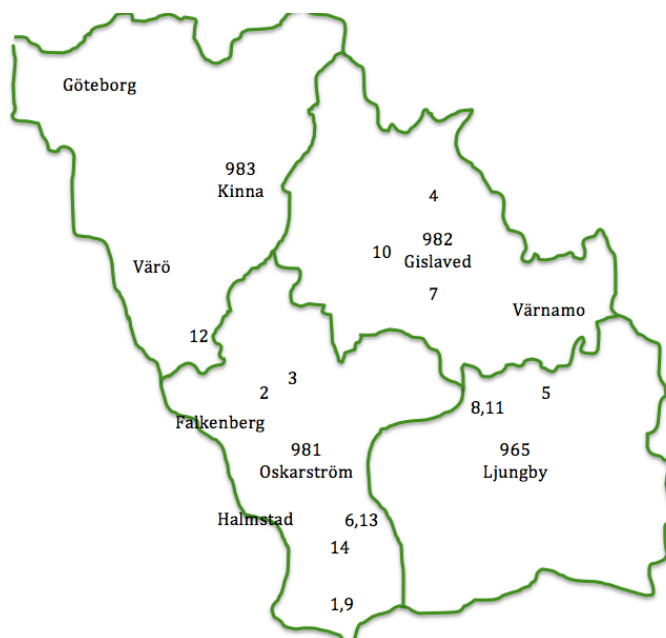 Göteborg
983
Kinna
4
982
10
Gislaved
Värö
7
Värnamo
12
3
2
5
8,11
Falkenberg
981
Oskarström
965
Ljungby
Halmstad
6,13
14
1,9